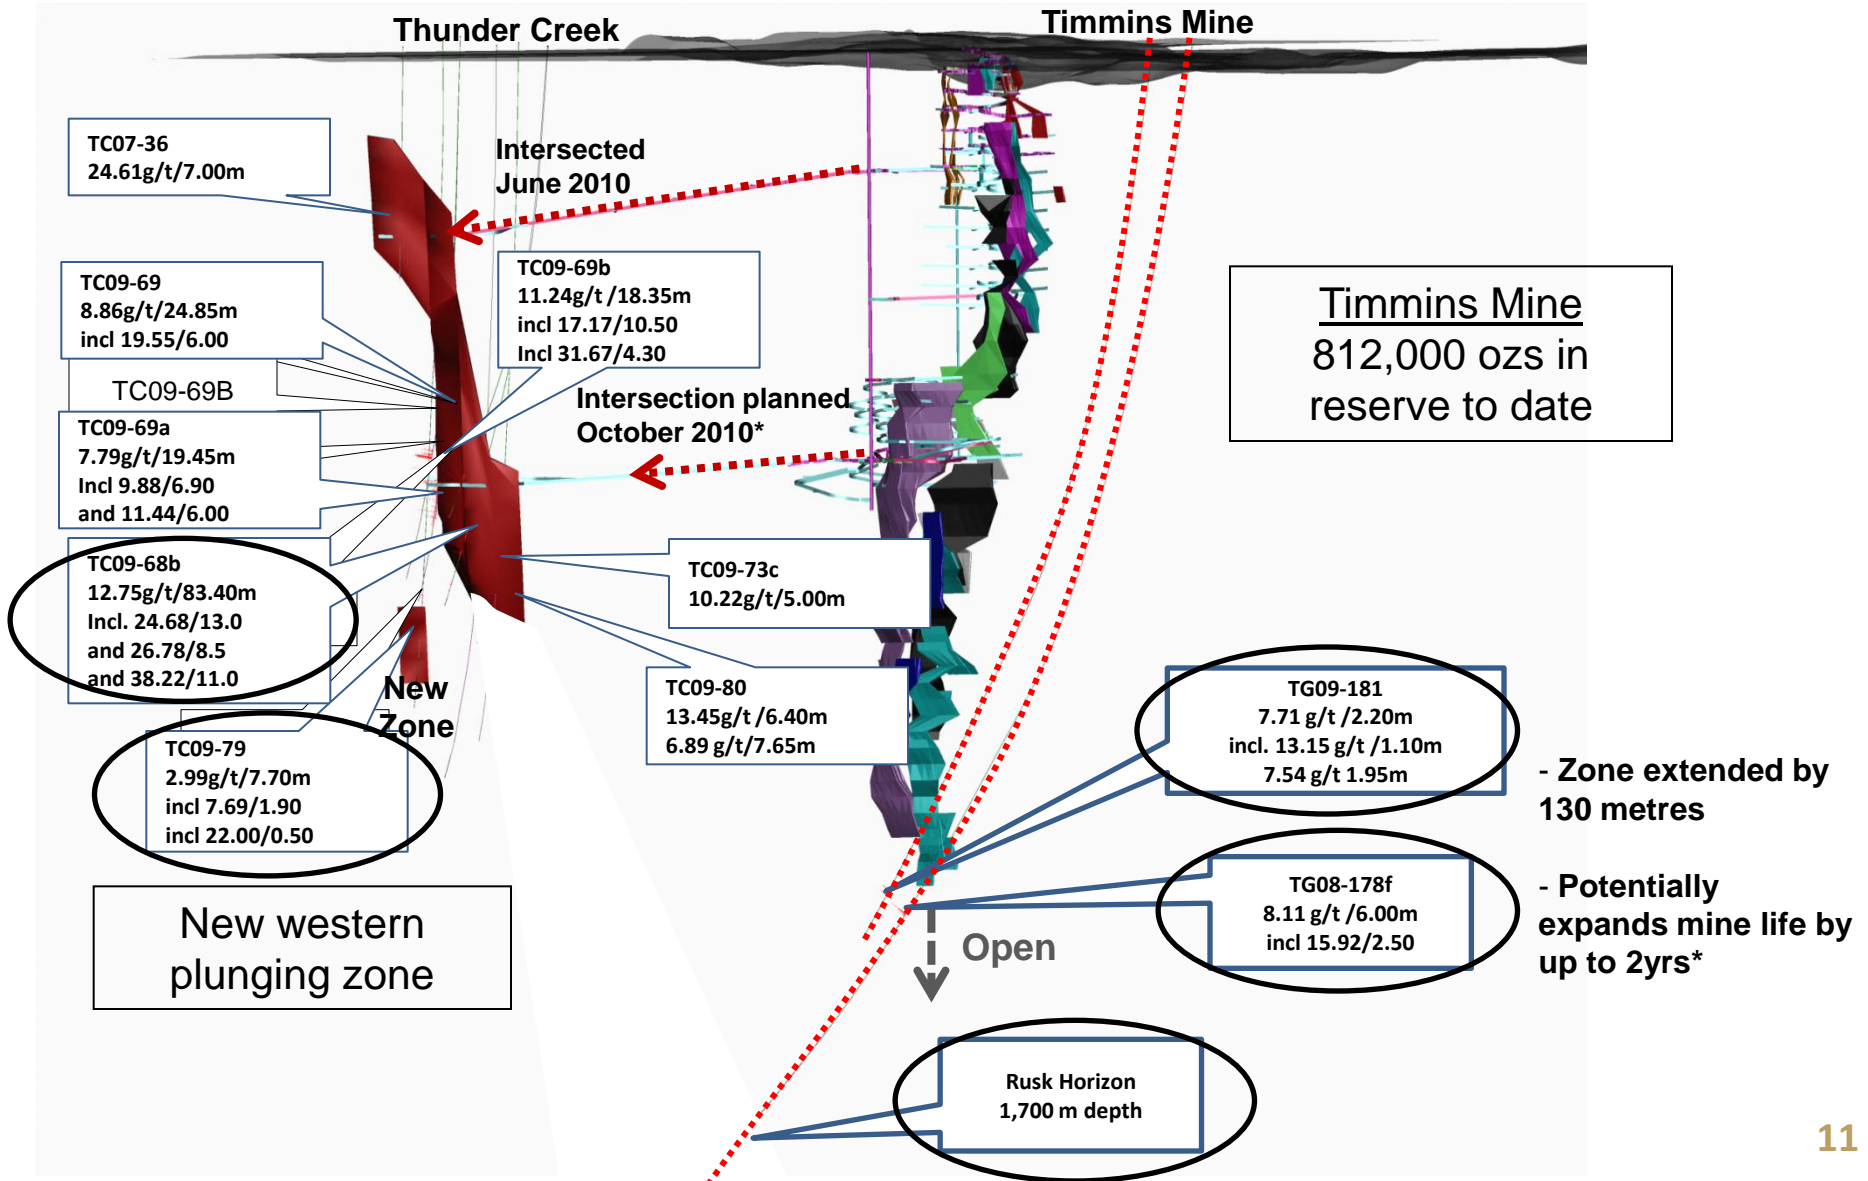 Thunder Creek
Timmins Mine
TC07-36
24.61g/t/7.00m
Intersected
June 2010
TC09-69
8.86g/t/24.85m
incl 19.55/6.00
TC09-69b
11.24g/t /18.35m
incl 17.17/10.50
Incl 31.67/4.30
Timmins Mine
812,000 ozs in
reserve to date
TC09-69B
Intersection planned
October 2010*
TC09-69a
7.79g/t/19.45m
Incl 9.88/6.90
and 11.44/6.00
TC09-68b
12.75g/t/83.40m
Incl. 24.68/13.0
and 26.78/8.5
and 38.22/11.0
TC09-73c
10.22g/t/5.00m
New
Zone
TC09-80
13.45g/t /6.40m
6.89 g/t/7.65m
TC09-79
2.99g/t/7.70m
incl 7.69/1.90
incl 22.00/0.50
TG09-181
7.71 g/t /2.20m
incl. 13.15 g/t /1.10m
7.54 g/t 1.95m
- Zone extended by
130 metres
TG08-178f
8.11 g/t /6.00m
incl 15.92/2.50
- Potentially
expands mine life by
up to 2yrs*
New western
plunging zone
Open
Rusk Horizon
1,700 m depth
11